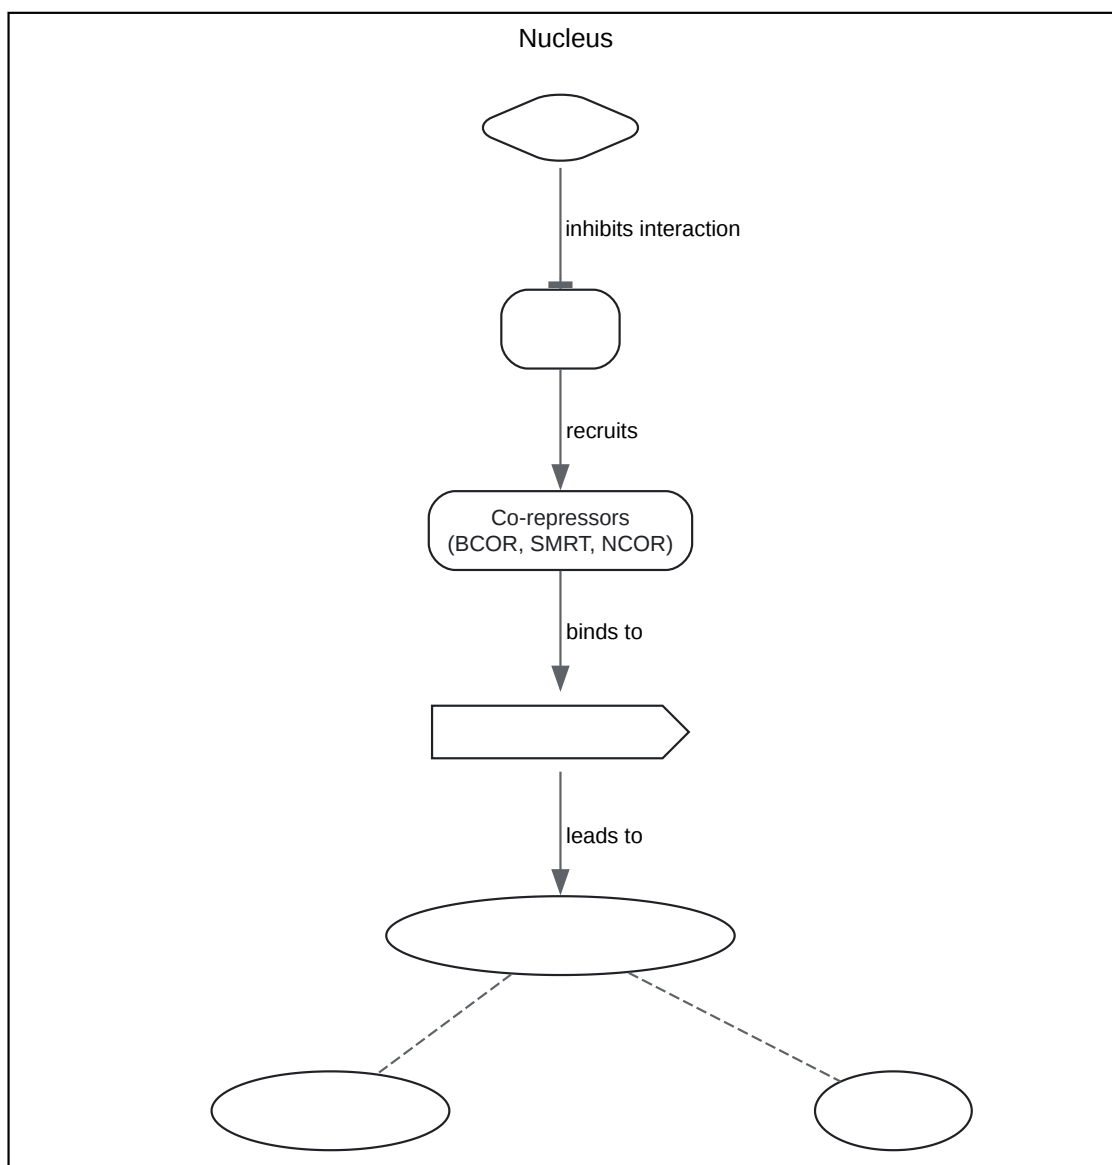 Nucleus
inhibits interaction
recruits
Co-repressors
(BCOR, SMRT, NCOR)
binds to
leads to